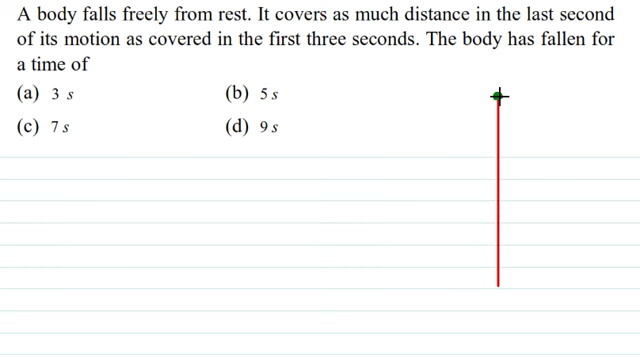 A body falls freely from rest. It covers as much distance in the last second
of its motion as covered in the first three seconds. The body has fallen for
a time of
(a) 3 s (b) 5 s
(c) 7 s (d) 9 s